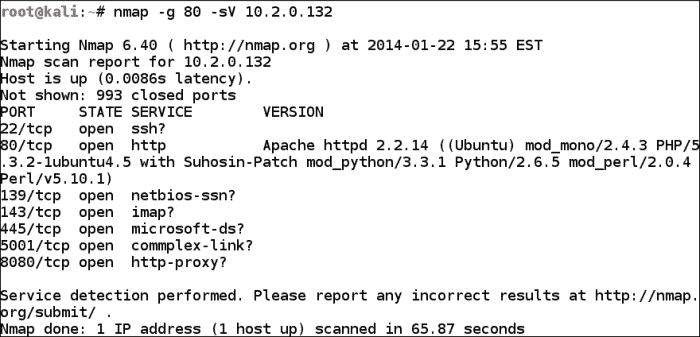 root@kali:~# nmap -g 80 -sV 10.2.0.132
Starting Nmap 6.40 ( http://nmap.org ) at 2014-01-22 15:55 EST
Nmap scan report for 10.2.0.132
Host is up (0.0086s latency).
Not shown: 993 closed ports
PORT     STATE SERVICE       VERSION
22/tcp   open  ssh?
80/tcp   open  http          Apache httpd 2.2.14 ((Ubuntu) mod_mono/2.4.3 PHP/5
.3.2-1ubuntu4.5 with Suhosin-Patch mod_python/3.3.1 Python/2.6.5 mod_perl/2.0.4
Perl/v5.10.1)
139/tcp  open  netbios-ssn?
143/tcp  open  imap?
445/tcp  open  microsoft-ds?
5001/tcp open  commplex-link?
8080/tcp open  http-proxy?
Service detection performed. Please report any incorrect results at http://nmap.
org/submit/ .
Nmap done: 1 IP address (1 host up) scanned in 65.87 seconds